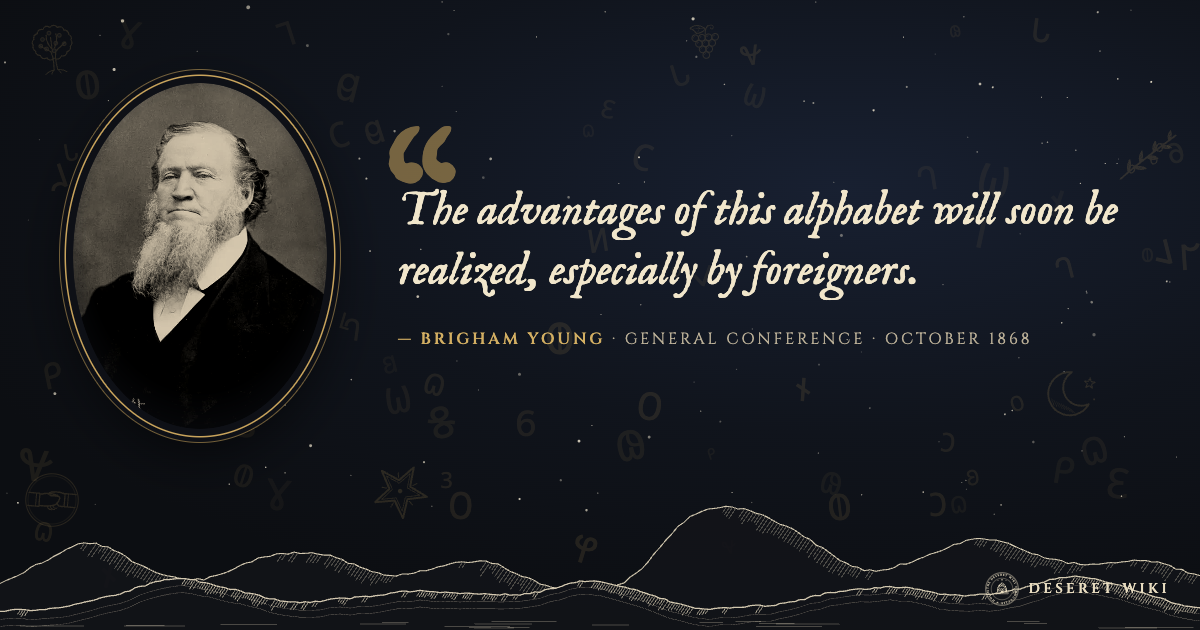 “
The advantages of this alphabet will soon be
realized, especially by foreigners.
— BRIGHAM YOUNG · GENERAL CONFERENCE · OCTOBER 1868
DESERET WIKI